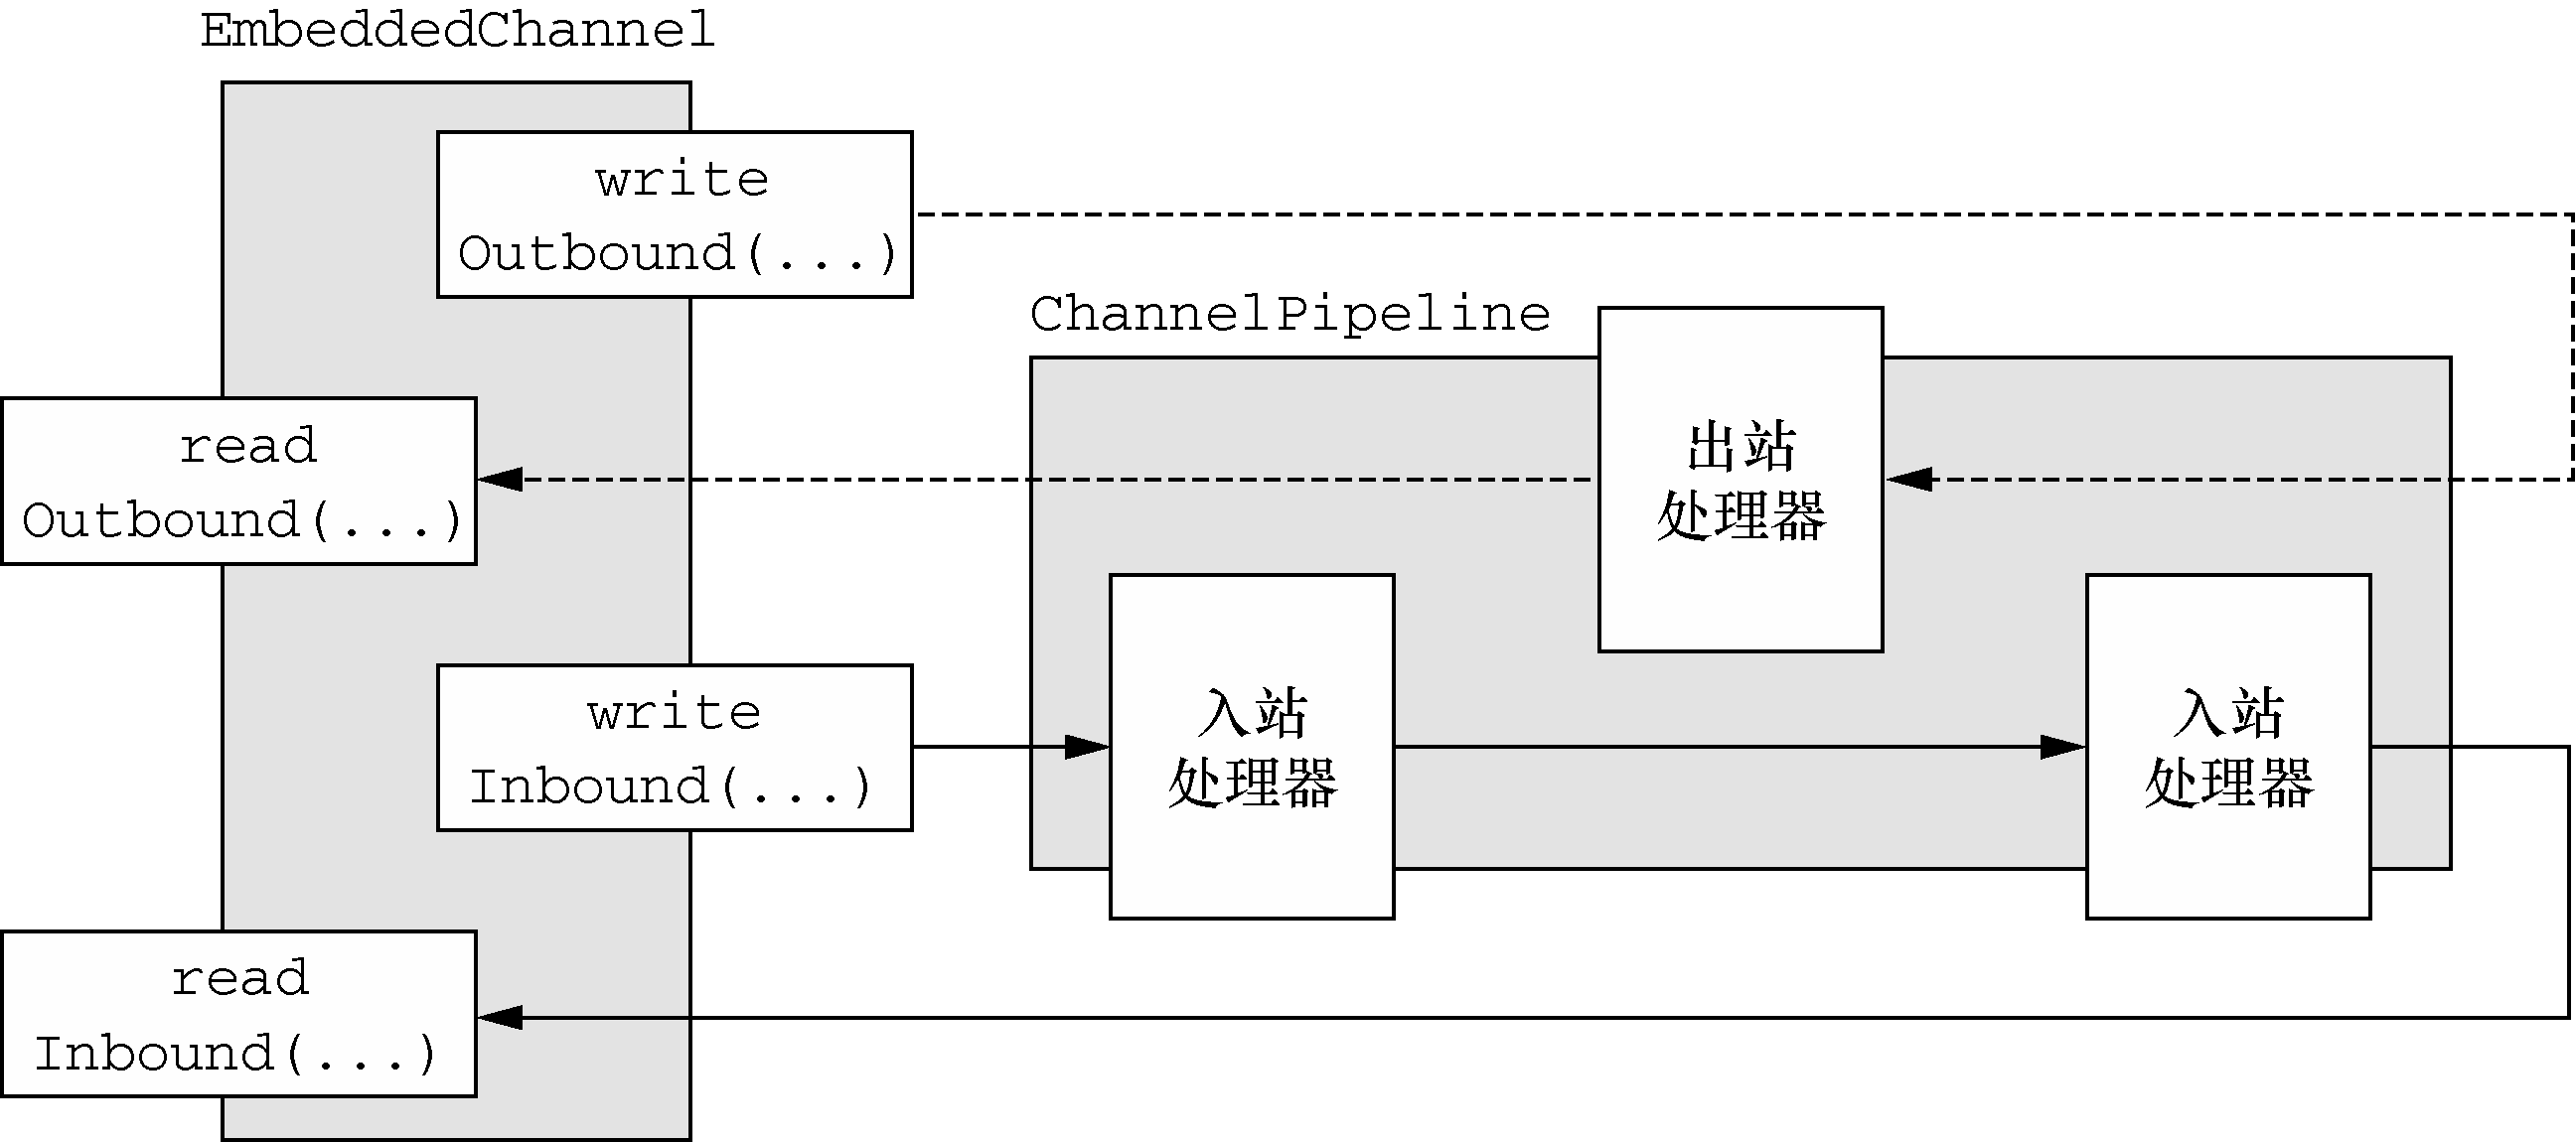 EmbeddedChannel
write
Outbound(...)
ChannelPipeline
出站
处理器
read
Outbound(...)
write
Inbound(...)
入站
处理器
入站
处理器
read
Inbound(...)